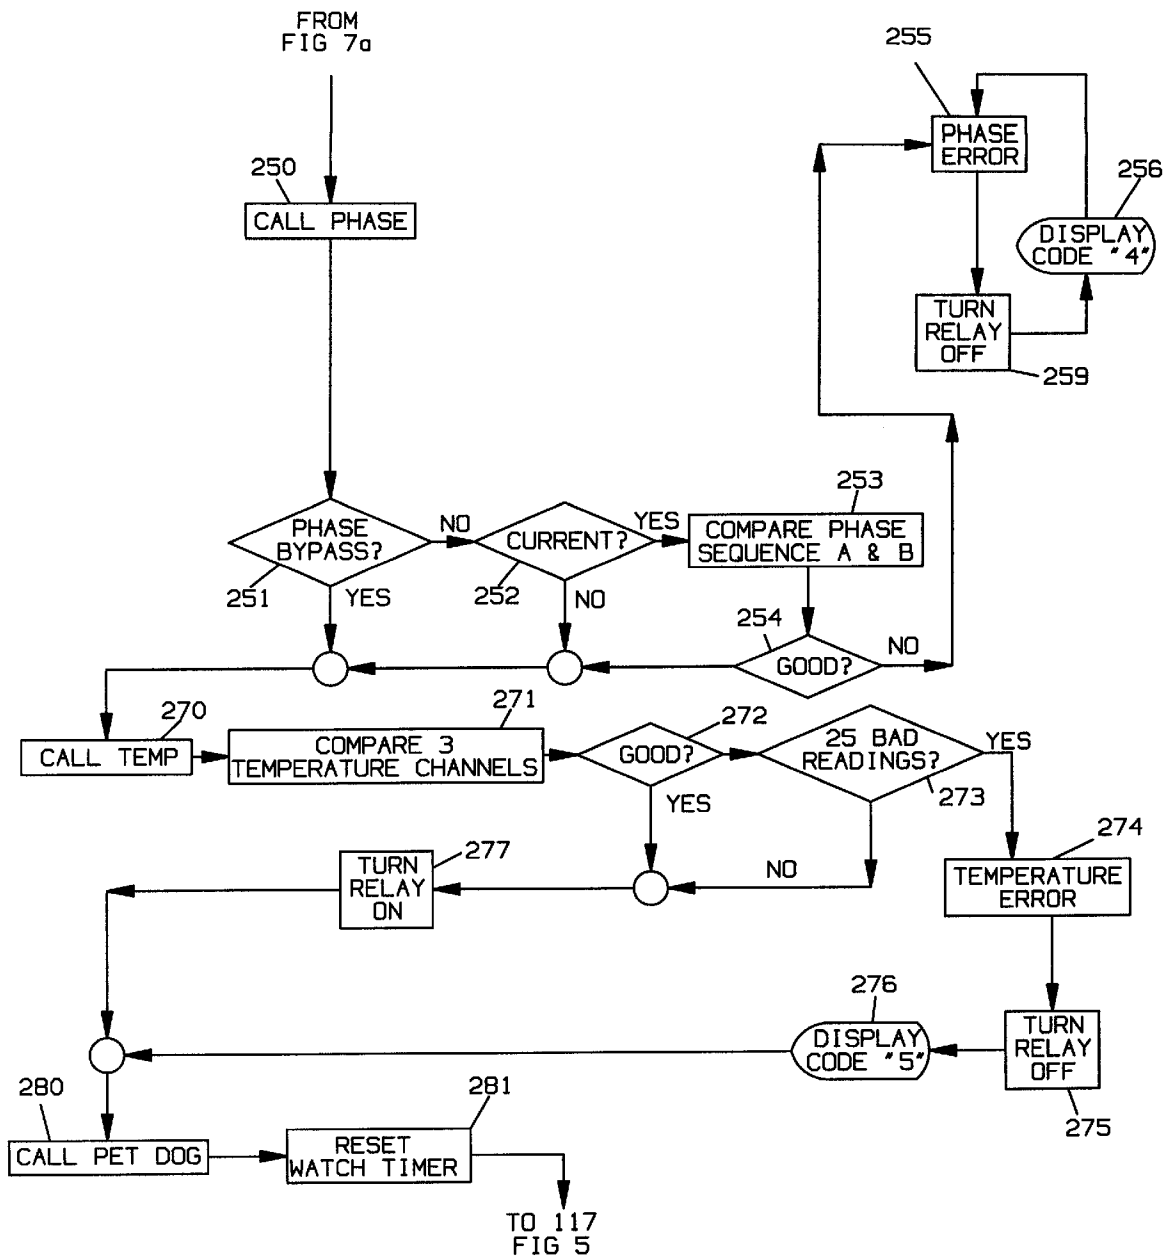 FROM
FIG 7a
255
PHASE
ERROR
256
250
CALL PHASE
DISPLAY
CODE "4"
TURN
RELAY
OFF
259
253
PHASE
BYPASS?
NO
CURRENT?
YES
COMPARE PHASE
SEQUENCE A & B
251
YES
252
NO
254
GOOD?
NO
270
CALL TEMP
271
COMPARE 3
TEMPERATURE CHANNELS
272
GOOD?
YES
25 BAD
READINGS?
YES
273
277
TURN
RELAY
ON
NO
274
TEMPERATURE
ERROR
276
DISPLAY
CODE "5"
TURN
RELAY
OFF
275
280
CALL PET DOG
281
RESET
WATCH TIMER
TO 117
FIG 5